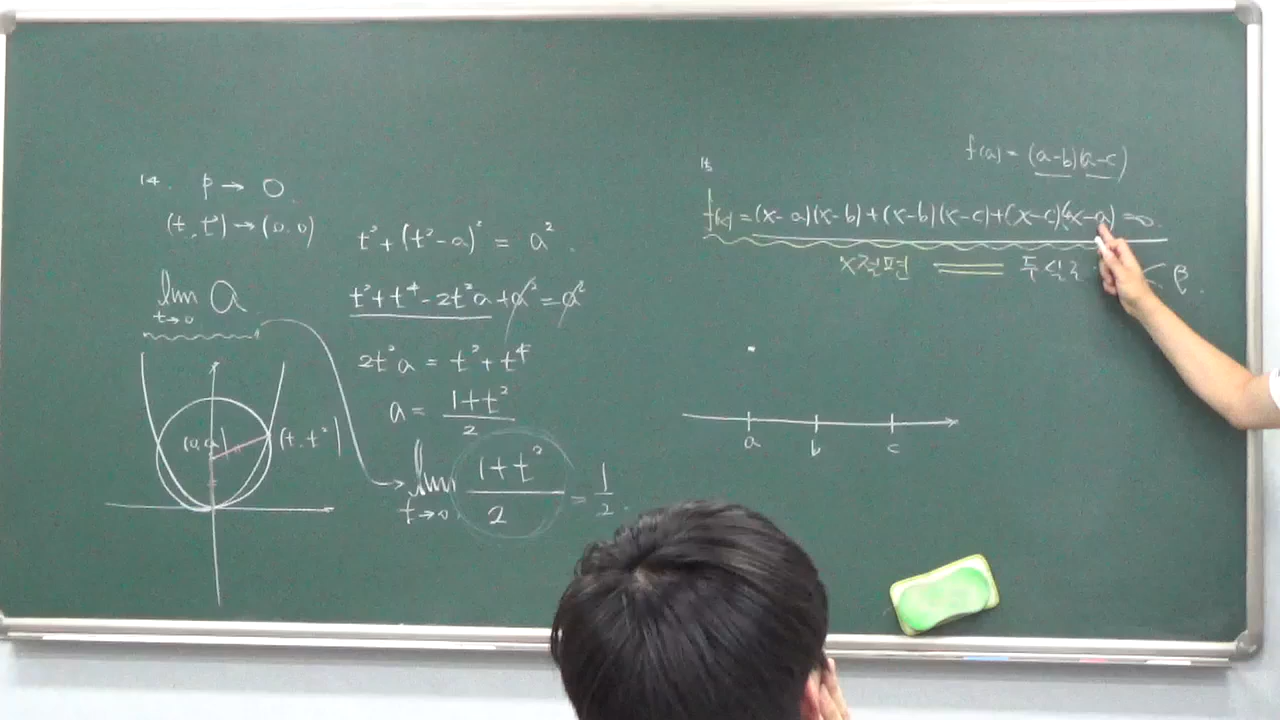 14. P → 0.
(t, t²) → (0, 0)
lim a
t→0
(0, a)
(t, t²)
t² + (t² - a)² = a².
t² + t⁴ - 2t²a + a² = a²
2t²a = t² + t⁴
a = 1+t² / 2
lim 1+t² / 2 = 1/2.
t→0
f(a) = (a-b)(a-c)
f(x) = (x-a)(x-b)+(x-b)(x-c)+(x-c)(x-a) = 0.
x절편
두 실근
< β.
a b c